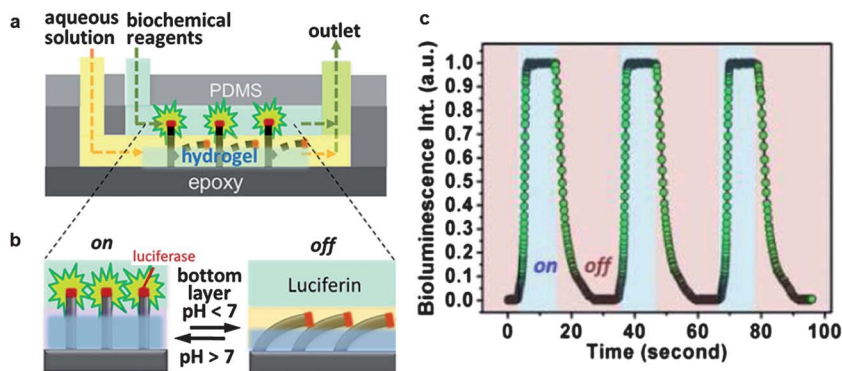 a
aqueous
solution
biochemical
reagents
outlet
PDMS
hydrogel
epoxy
b
on
luciferase
bottom
layer
pH < 7
pH > 7
off
Luciferin
c
Bioluminescence Int. (a.u.)
1.0
0.9
0.8
0.7
0.6
0.5
0.4
0.3
0.2
0.1
0.0
on
off
0 20 40 60 80 100
Time (second)